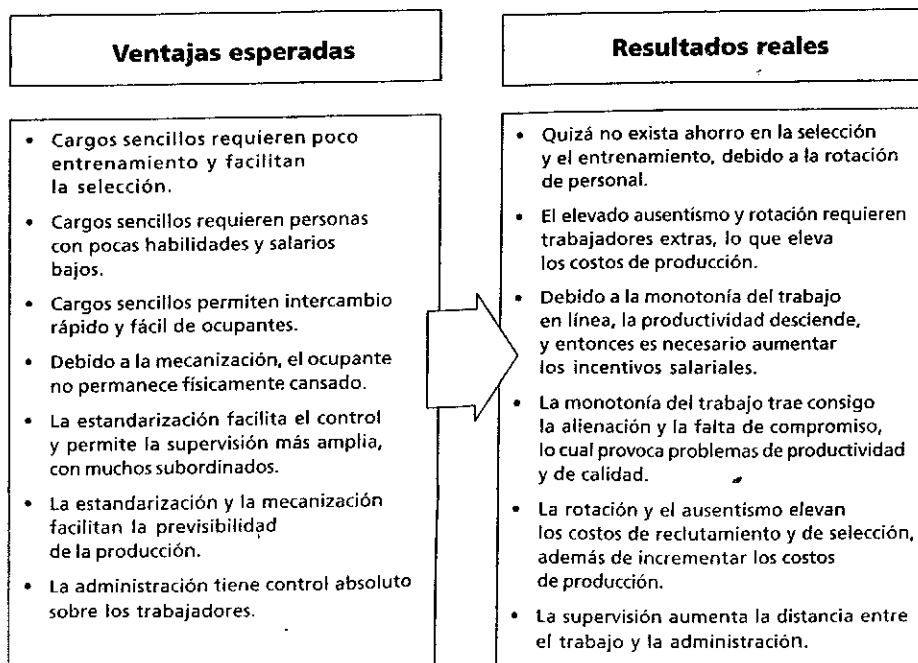 Ventajas esperadas
• Cargos sencillos requieren poco
entrenamiento y facilitan
la selección.
• Cargos sencillos requieren personas
con pocas habilidades y salarios
bajos.
• Cargos sencillos permiten intercambio
rápido y fácil de ocupantes.
• Debido a la mecanización, el ocupante
no permanece físicamente cansado.
• La estandarización facilita el control
y permite la supervisión más amplia,
con muchos subordinados.
• La estandarización y la mecanización
facilitan la previsibilidad
de la producción.
• La administración tiene control absoluto
sobre los trabajadores.
Resultados reales
• Quizá no exista ahorro en la selección
y el entrenamiento, debido a la rotación
de personal.
• El elevado ausentismo y rotación requieren
trabajadores extras, lo que eleva
los costos de producción.
• Debido a la monotonía del trabajo
en línea, la productividad desciende,
y entonces es necesario aumentar
los incentivos salariales.
• La monotonía del trabajo trae consigo
la alienación y la falta de compromiso,
lo cual provoca problemas de productividad
y de calidad.
• La rotación y el ausentismo elevan
los costos de reclutamiento y de selección,
además de incrementar los costos
de producción.
• La supervisión aumenta la distancia entre
el trabajo y la administración.